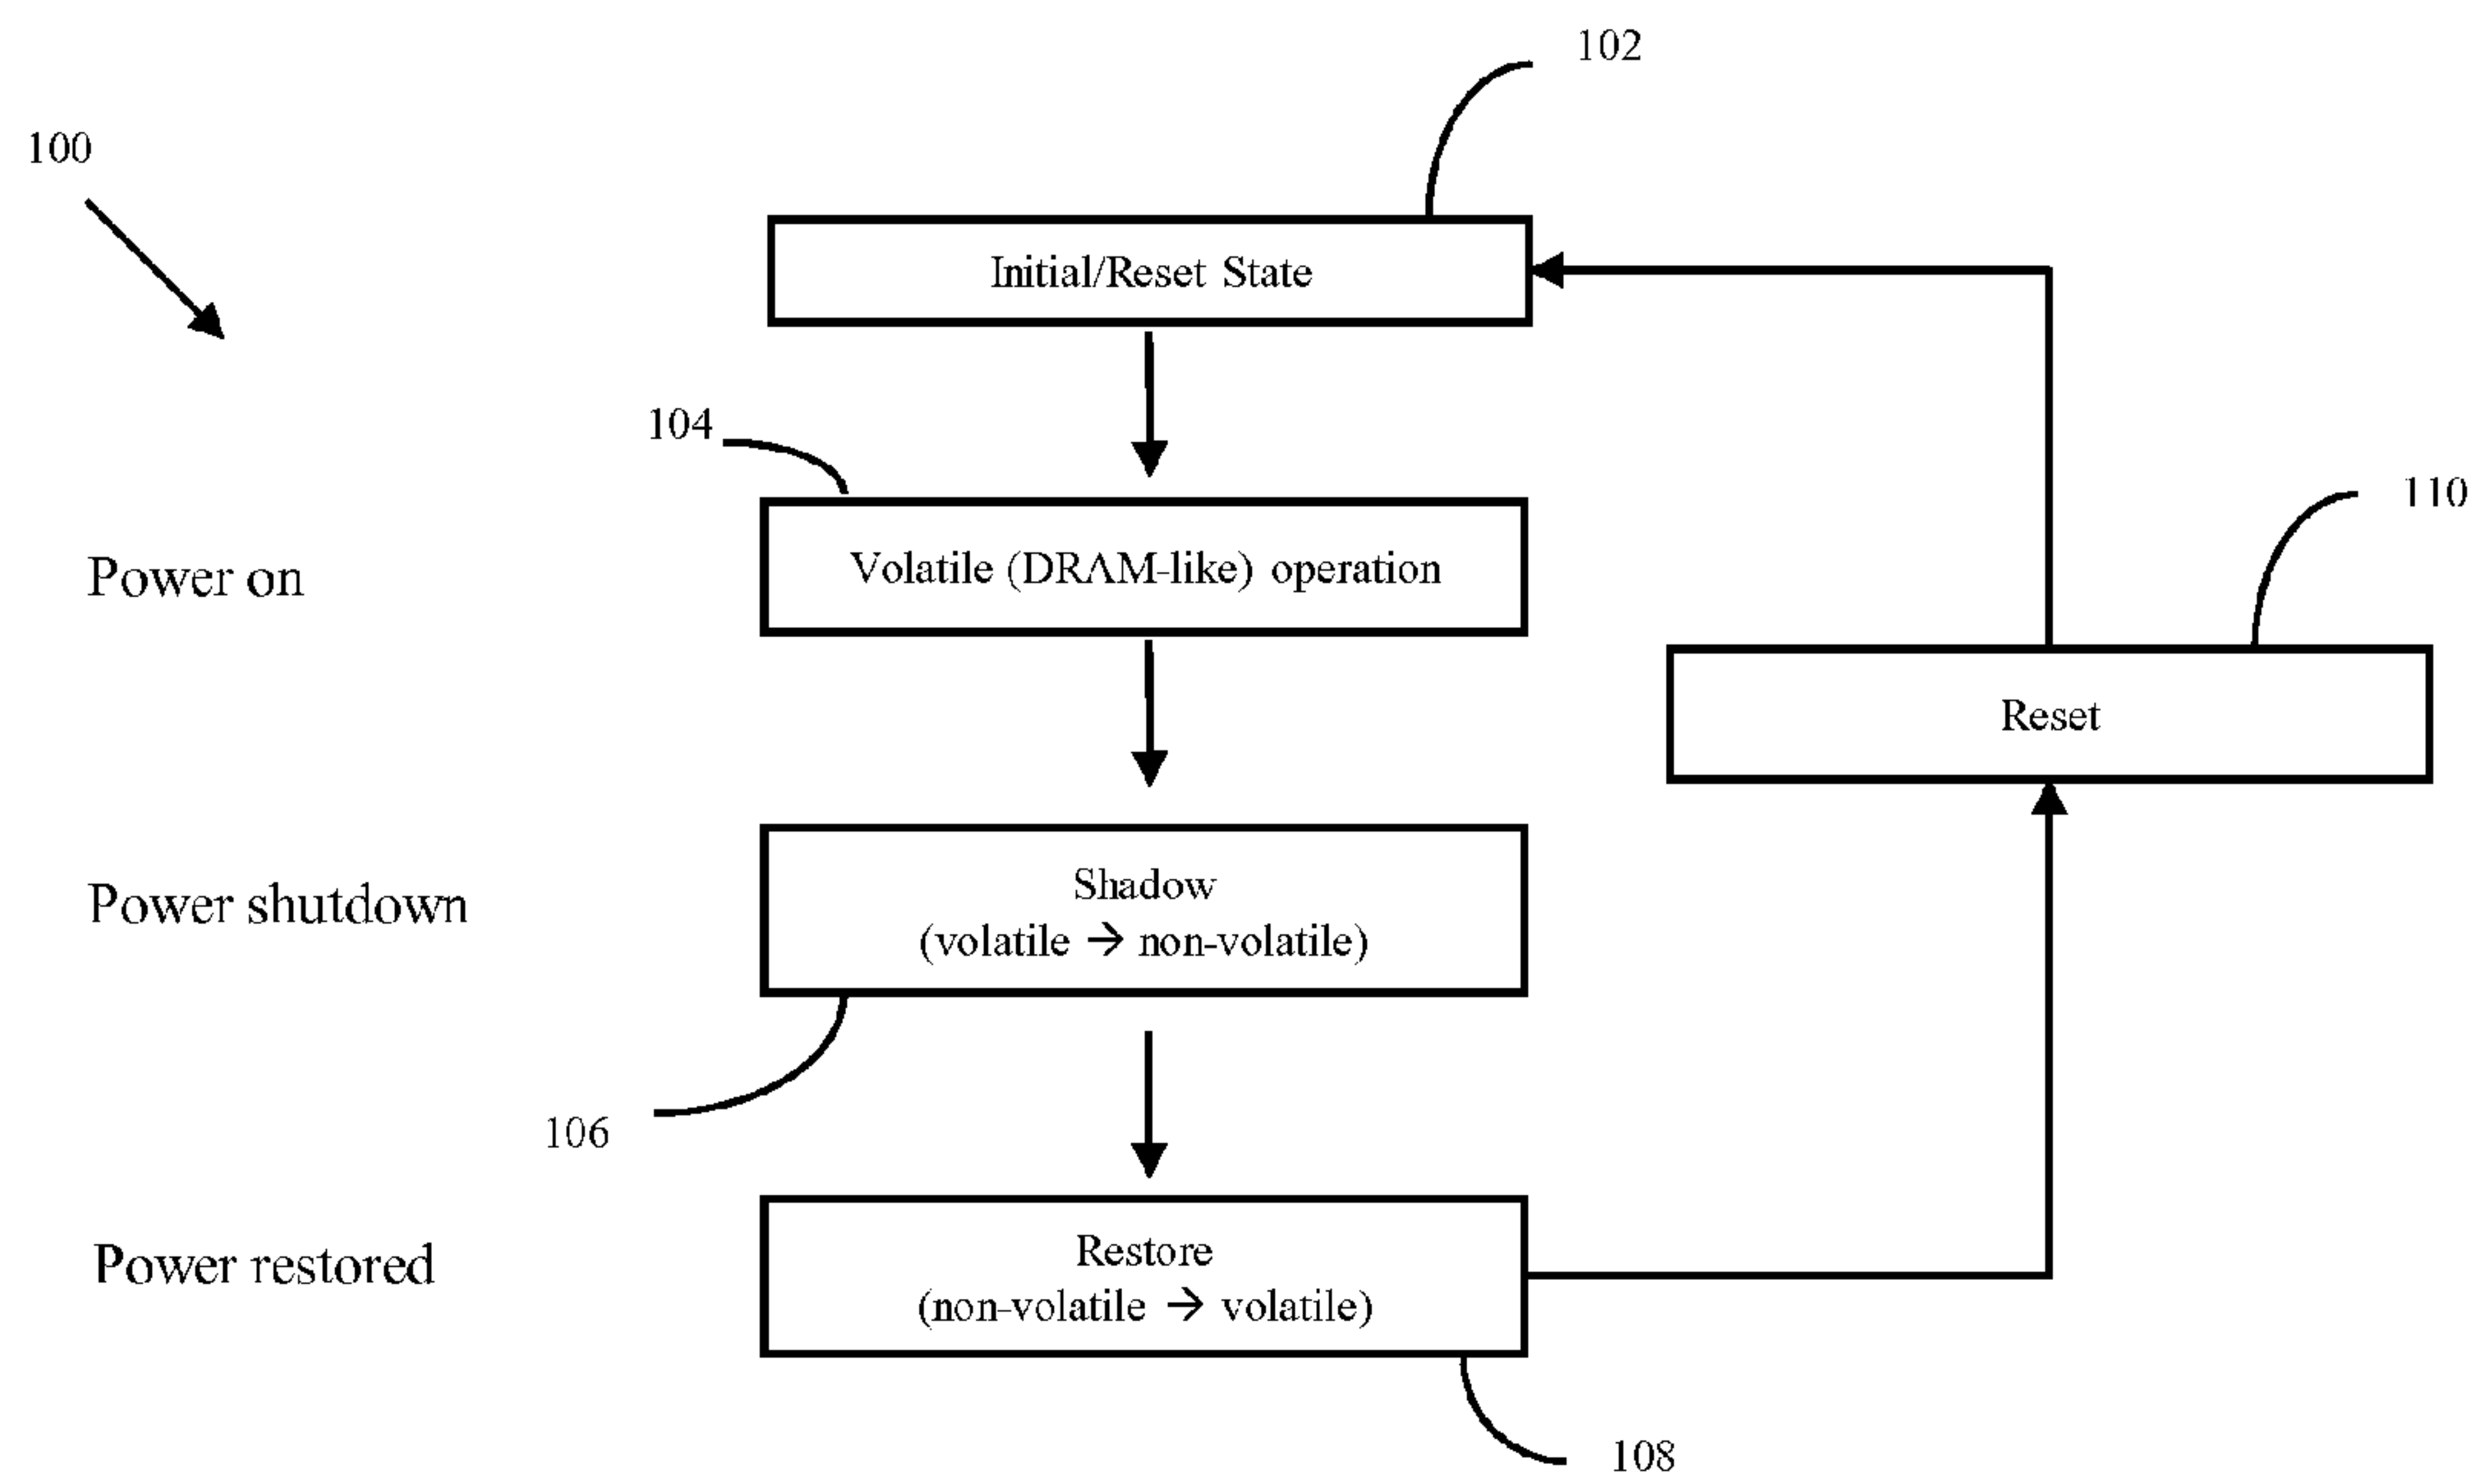 102
100
Initial/Reset State
104
110
Power on
Volatile (DRAM-like) operation
Reset
Power shutdown
Shadow
(volatile → non-volatile)
106
Power restored
Restore
(non-volatile → volatile)
108